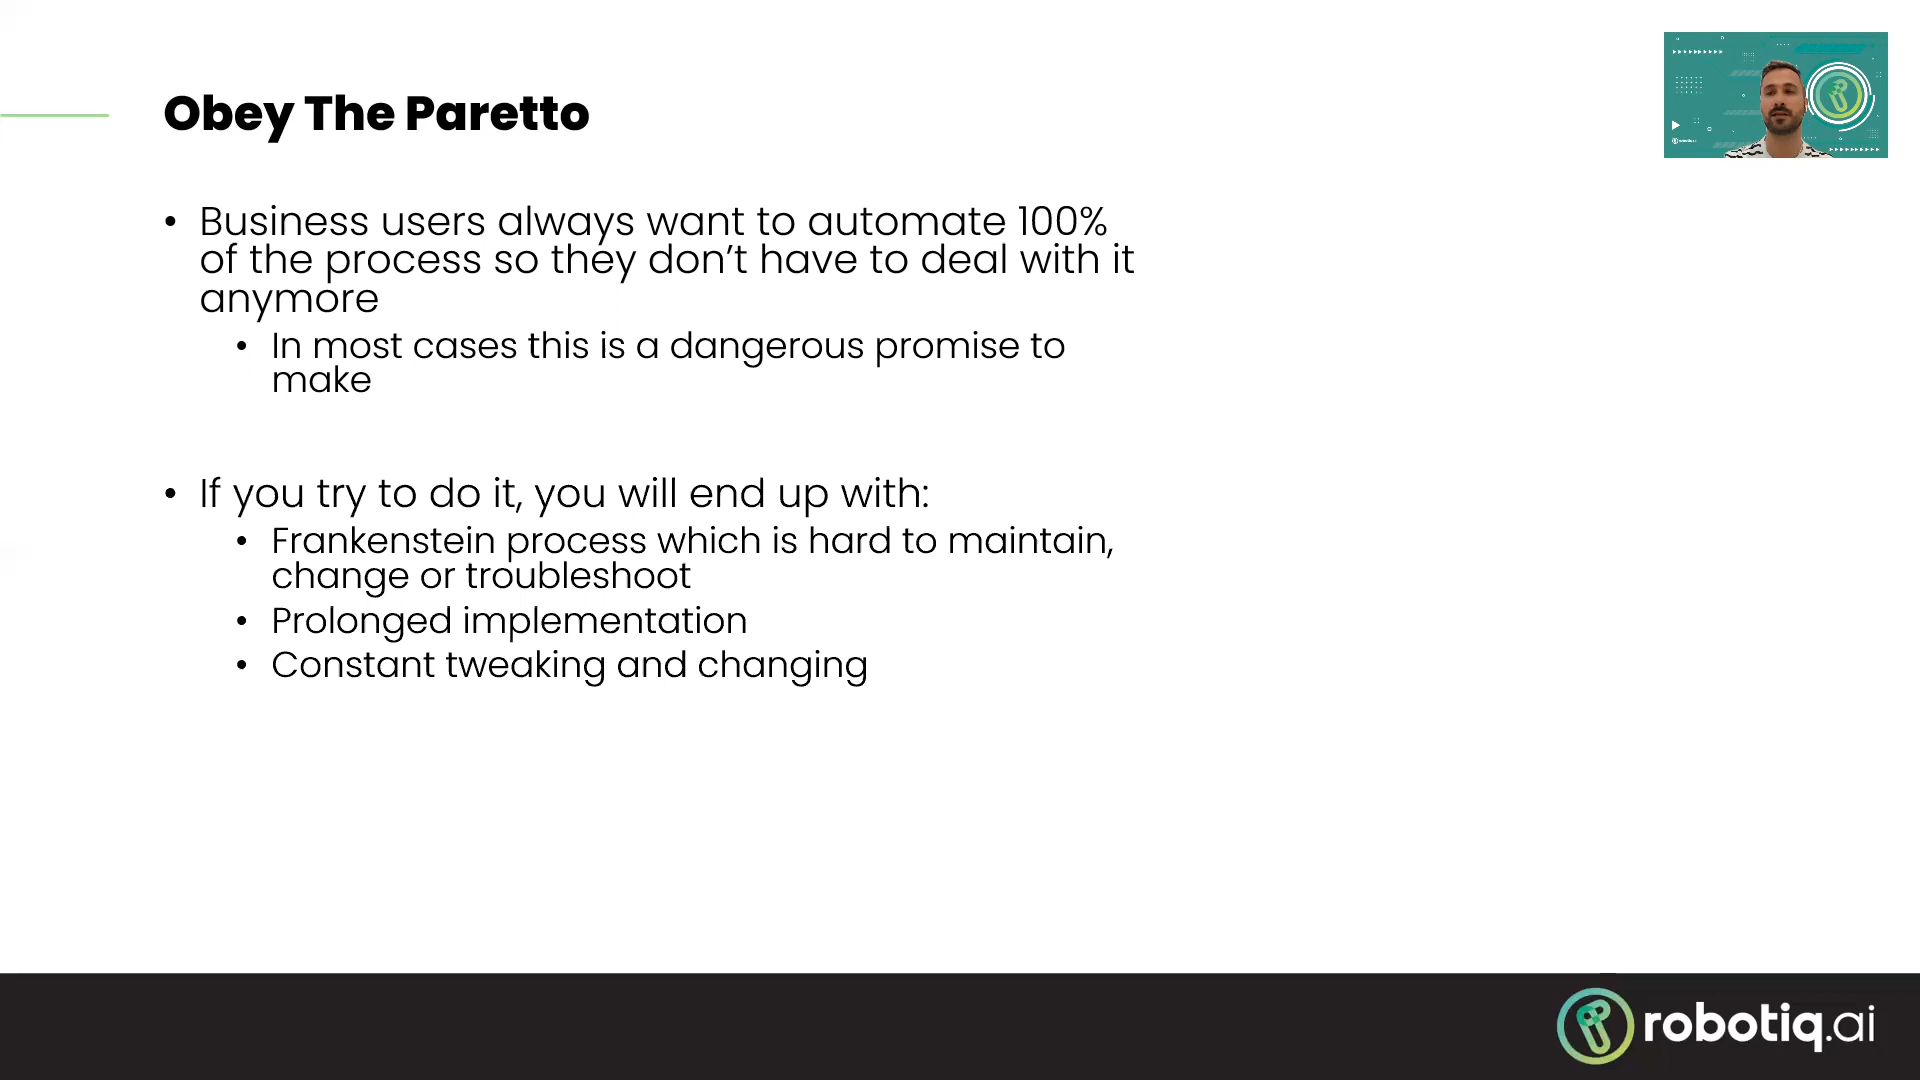 Obey The Paretto
• Business users always want to automate 100%
of the process so they don’t have to deal with it
anymore
• In most cases this is a dangerous promise to
make
• If you try to do it, you will end up with:
• Frankenstein process which is hard to maintain,
change or troubleshoot
• Prolonged implementation
• Constant tweaking and changing
robotiq.ai